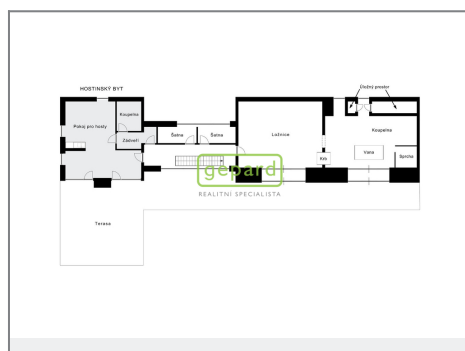 HOSTINSKÝ BYT
Úložný prostor
Koupelna
Pokoj pro hosty
Zádveří
Šatna
Šatna
Ložnice
Koupelna
Krb
Vana
Sprcha
gepard
REALITNÍ SPECIALISTA
Terasa